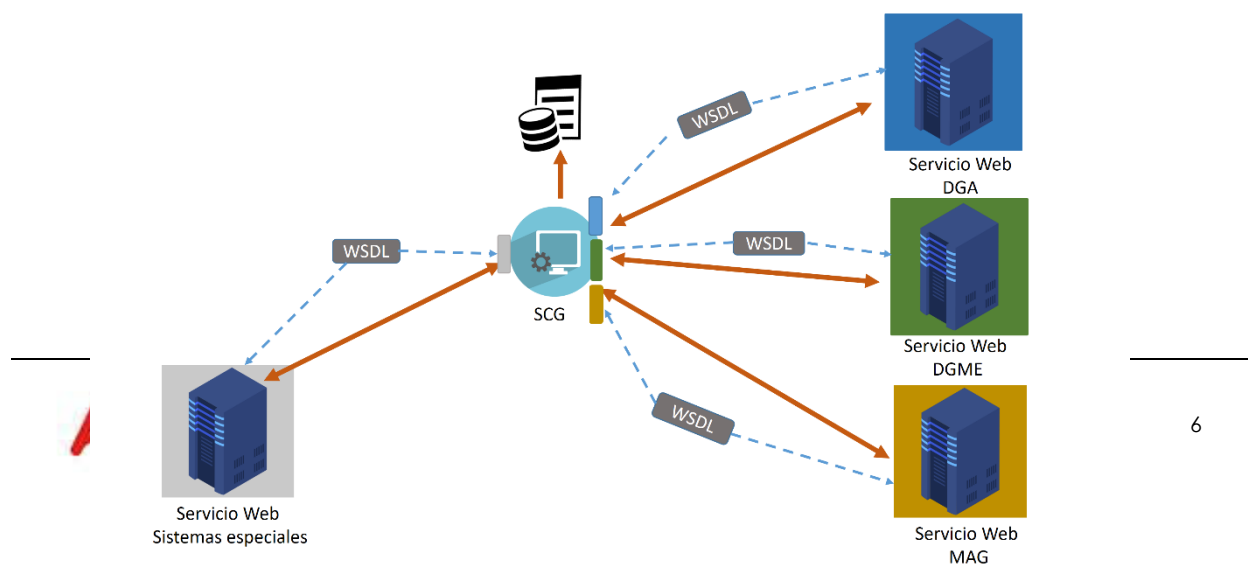 WSDL
Servicio Web
DGA
WSDL
WSDL
SCG
Servicio Web
DGME
WSDL
6
Servicio Web
Sistemas especiales
Servicio Web
MAG